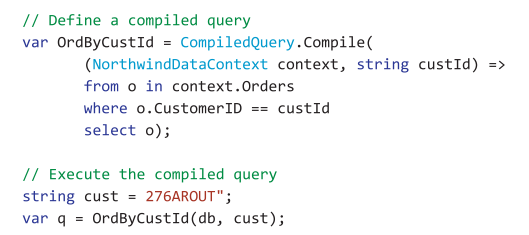 // Define a compiled query
var OrdByCustId = CompiledQuery.Compile(
(NorthwindDataContext context, string custId) =>
from o in context.Orders
where o.CustomerID == custId
select o);
// Execute the compiled query
string cust = 276AROUT";
var q = OrdByCustId(db, cust);